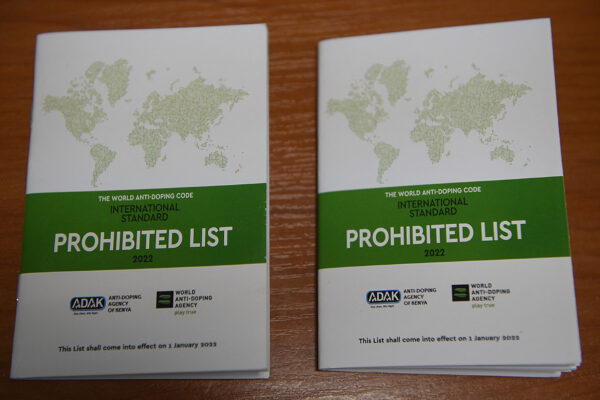 THE WORLD ANTI-DOPING CODE
INTERNATIONAL
STANDARD
PROHIBITED LIST
2022
ADAK
ANTI-DOPING
AGENCY
OF KENYA
WORLD
ANTI-DOPING
AGENCY
play true
This List shall come into effect on 1 January 2022
THE WORLD ANTI-DOPING CODE
INTERNATIONAL
STANDARD
PROHIBITED LIST
2022
ADAK
ANTI-DOPING
AGENCY
OF KENYA
WORLD
ANTI-DOPING
AGENCY
play true
This List shall come into effect on 1 January 2022